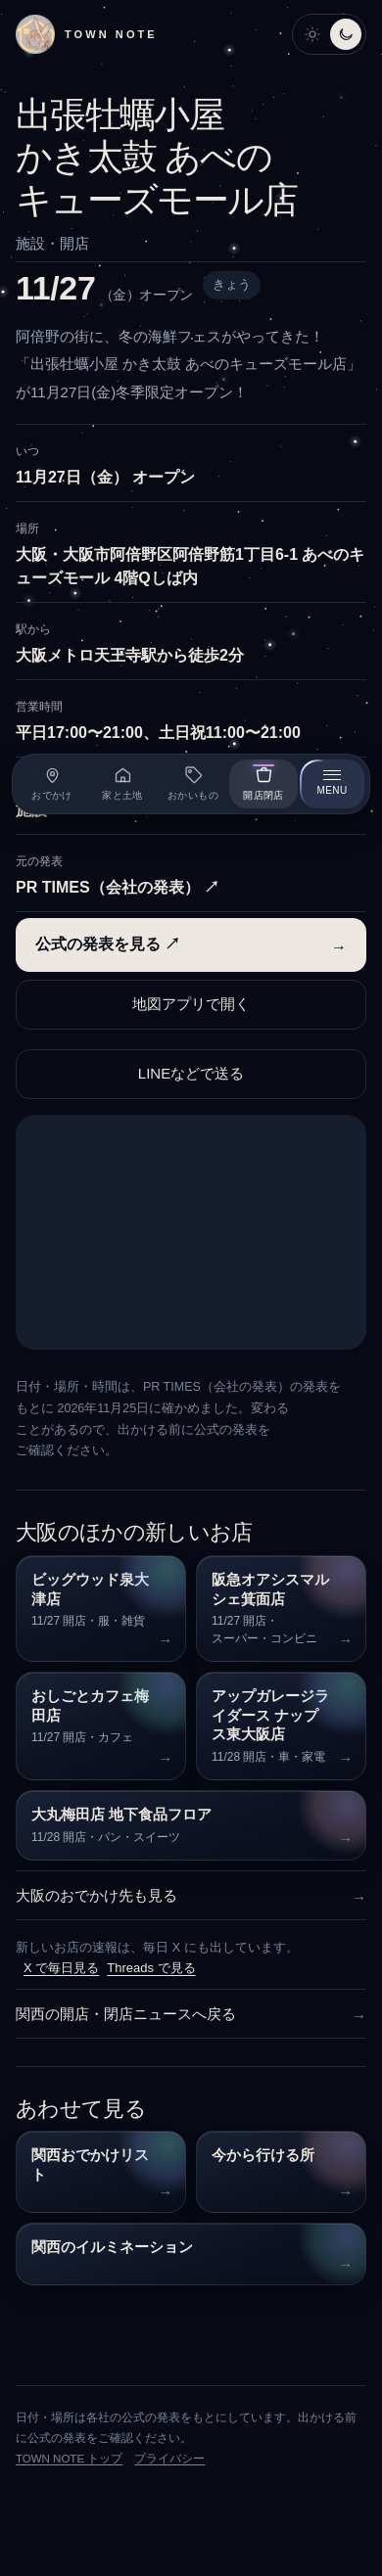 TOWN NOTE
出張牡蠣小屋
かき太鼓 あべの
キューズモール店
施設・開店
11/27 （金）オープン きょう
阿倍野の街に、冬の海鮮フェスがやってきた！
「出張牡蠣小屋 かき太鼓 あべのキューズモール店」
が11月27日(金)冬季限定オープン！
いつ
11月27日（金） オープン
場所
大阪・大阪市阿倍野区阿倍野筋1丁目6-1 あべのキ
ューズモール 4階Qしば内
駅から
大阪メトロ天王寺駅から徒歩2分
営業時間
平日17:00〜21:00、土日祝11:00〜21:00
おでかけ 家と土地 おかいもの 開店閉店 MENU
元の発表
PR TIMES（会社の発表） ↗
公式の発表を見る ↗ →
地図アプリで開く
LINEなどで送る
日付・場所・時間は、PR TIMES（会社の発表）の発表を
もとに 2026年11月25日に確かめました。変わる
ことがあるので、出かける前に公式の発表を
ご確認ください。
大阪のほかの新しいお店
ビッグウッド泉大
津店
11/27 開店・服・雑貨
→
阪急オアシスマル
シェ箕面店
11/27 開店・
スーパー・コンビニ →
おしごとカフェ梅
田店
11/27 開店・カフェ
→
アップガレージラ
イダース ナップ
ス東大阪店
11/28 開店・車・家電 →
大丸梅田店 地下食品フロア
11/28 開店・パン・スイーツ →
大阪のおでかけ先も見る →
新しいお店の速報は、毎日 X にも出しています。
X で毎日見る Threads で見る
関西の開店・閉店ニュースへ戻る →
あわせて見る
関西おでかけリス
ト
→
今から行ける所
→
関西のイルミネーション
→
日付・場所は各社の公式の発表をもとにしています。出かける前
に公式の発表をご確認ください。
TOWN NOTE トップ プライバシー